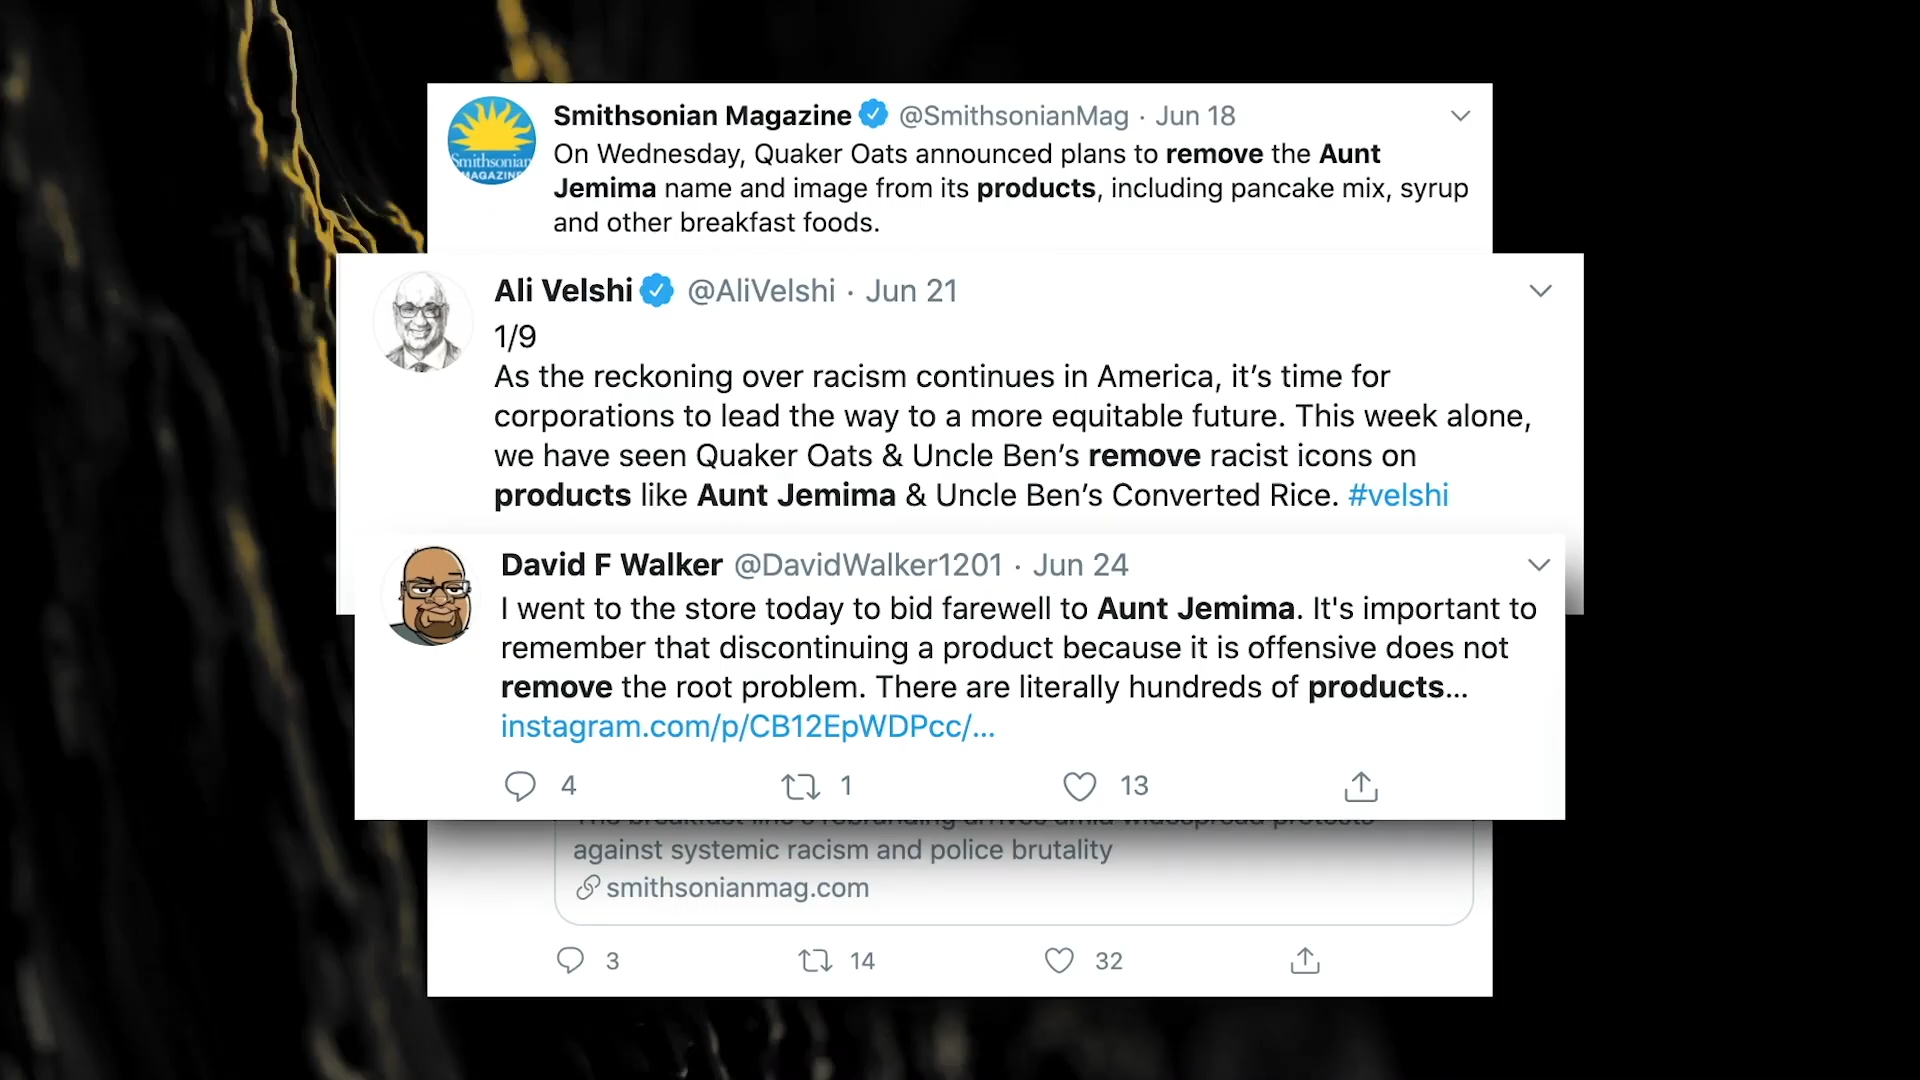 Smithsonian Magazine @SmithsonianMag · Jun 18
On Wednesday, Quaker Oats announced plans to remove the Aunt
Jemima name and image from its products, including pancake mix, syrup
and other breakfast foods.
Smithsonian
MAGAZINE
Ali Velshi @AliVelshi · Jun 21
1/9
As the reckoning over racism continues in America, it’s time for
corporations to lead the way to a more equitable future. This week alone,
we have seen Quaker Oats & Uncle Ben’s remove racist icons on
products like Aunt Jemima & Uncle Ben’s Converted Rice. #velshi
David F Walker @DavidWalker1201 · Jun 24
I went to the store today to bid farewell to Aunt Jemima. It's important to
remember that discontinuing a product because it is offensive does not
remove the root problem. There are literally hundreds of products...
instagram.com/p/CB12EpWDPcc/...
4 1 13
against systemic racism and police brutality
smithsonianmag.com
3 14 32